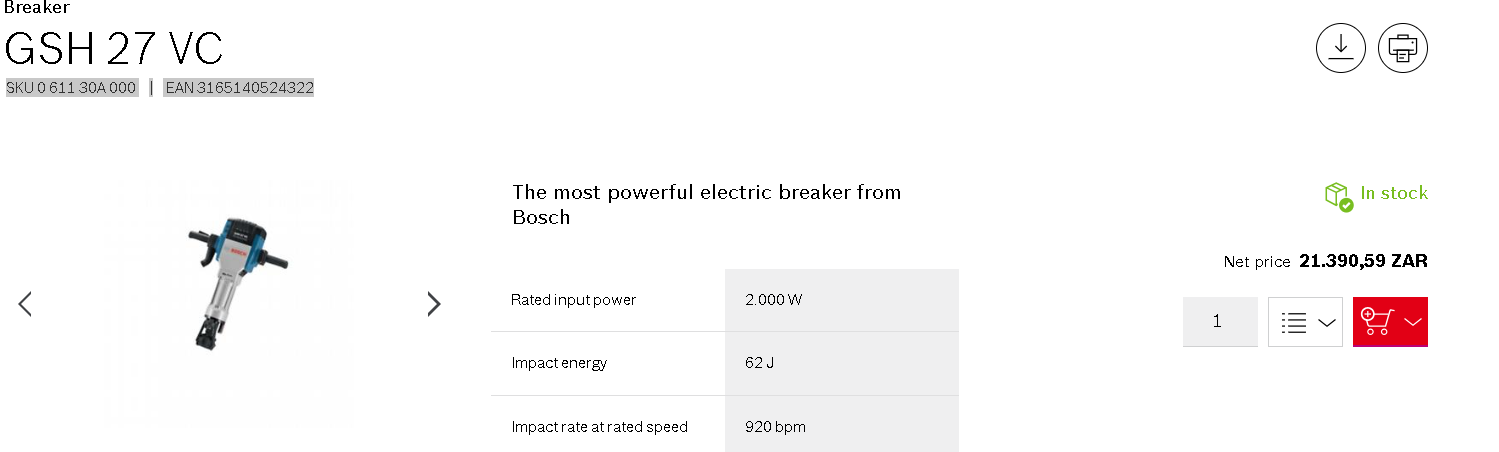 Breaker
GSH 27 VC
SKU 0 611 30A 000 | EAN 3165140524322
The most powerful electric breaker from
Bosch
In stock
Net price 21.390,59 ZAR
Rated input power 2.000 W
1
Impact energy 62 J
Impact rate at rated speed 920 bpm
BOSCH